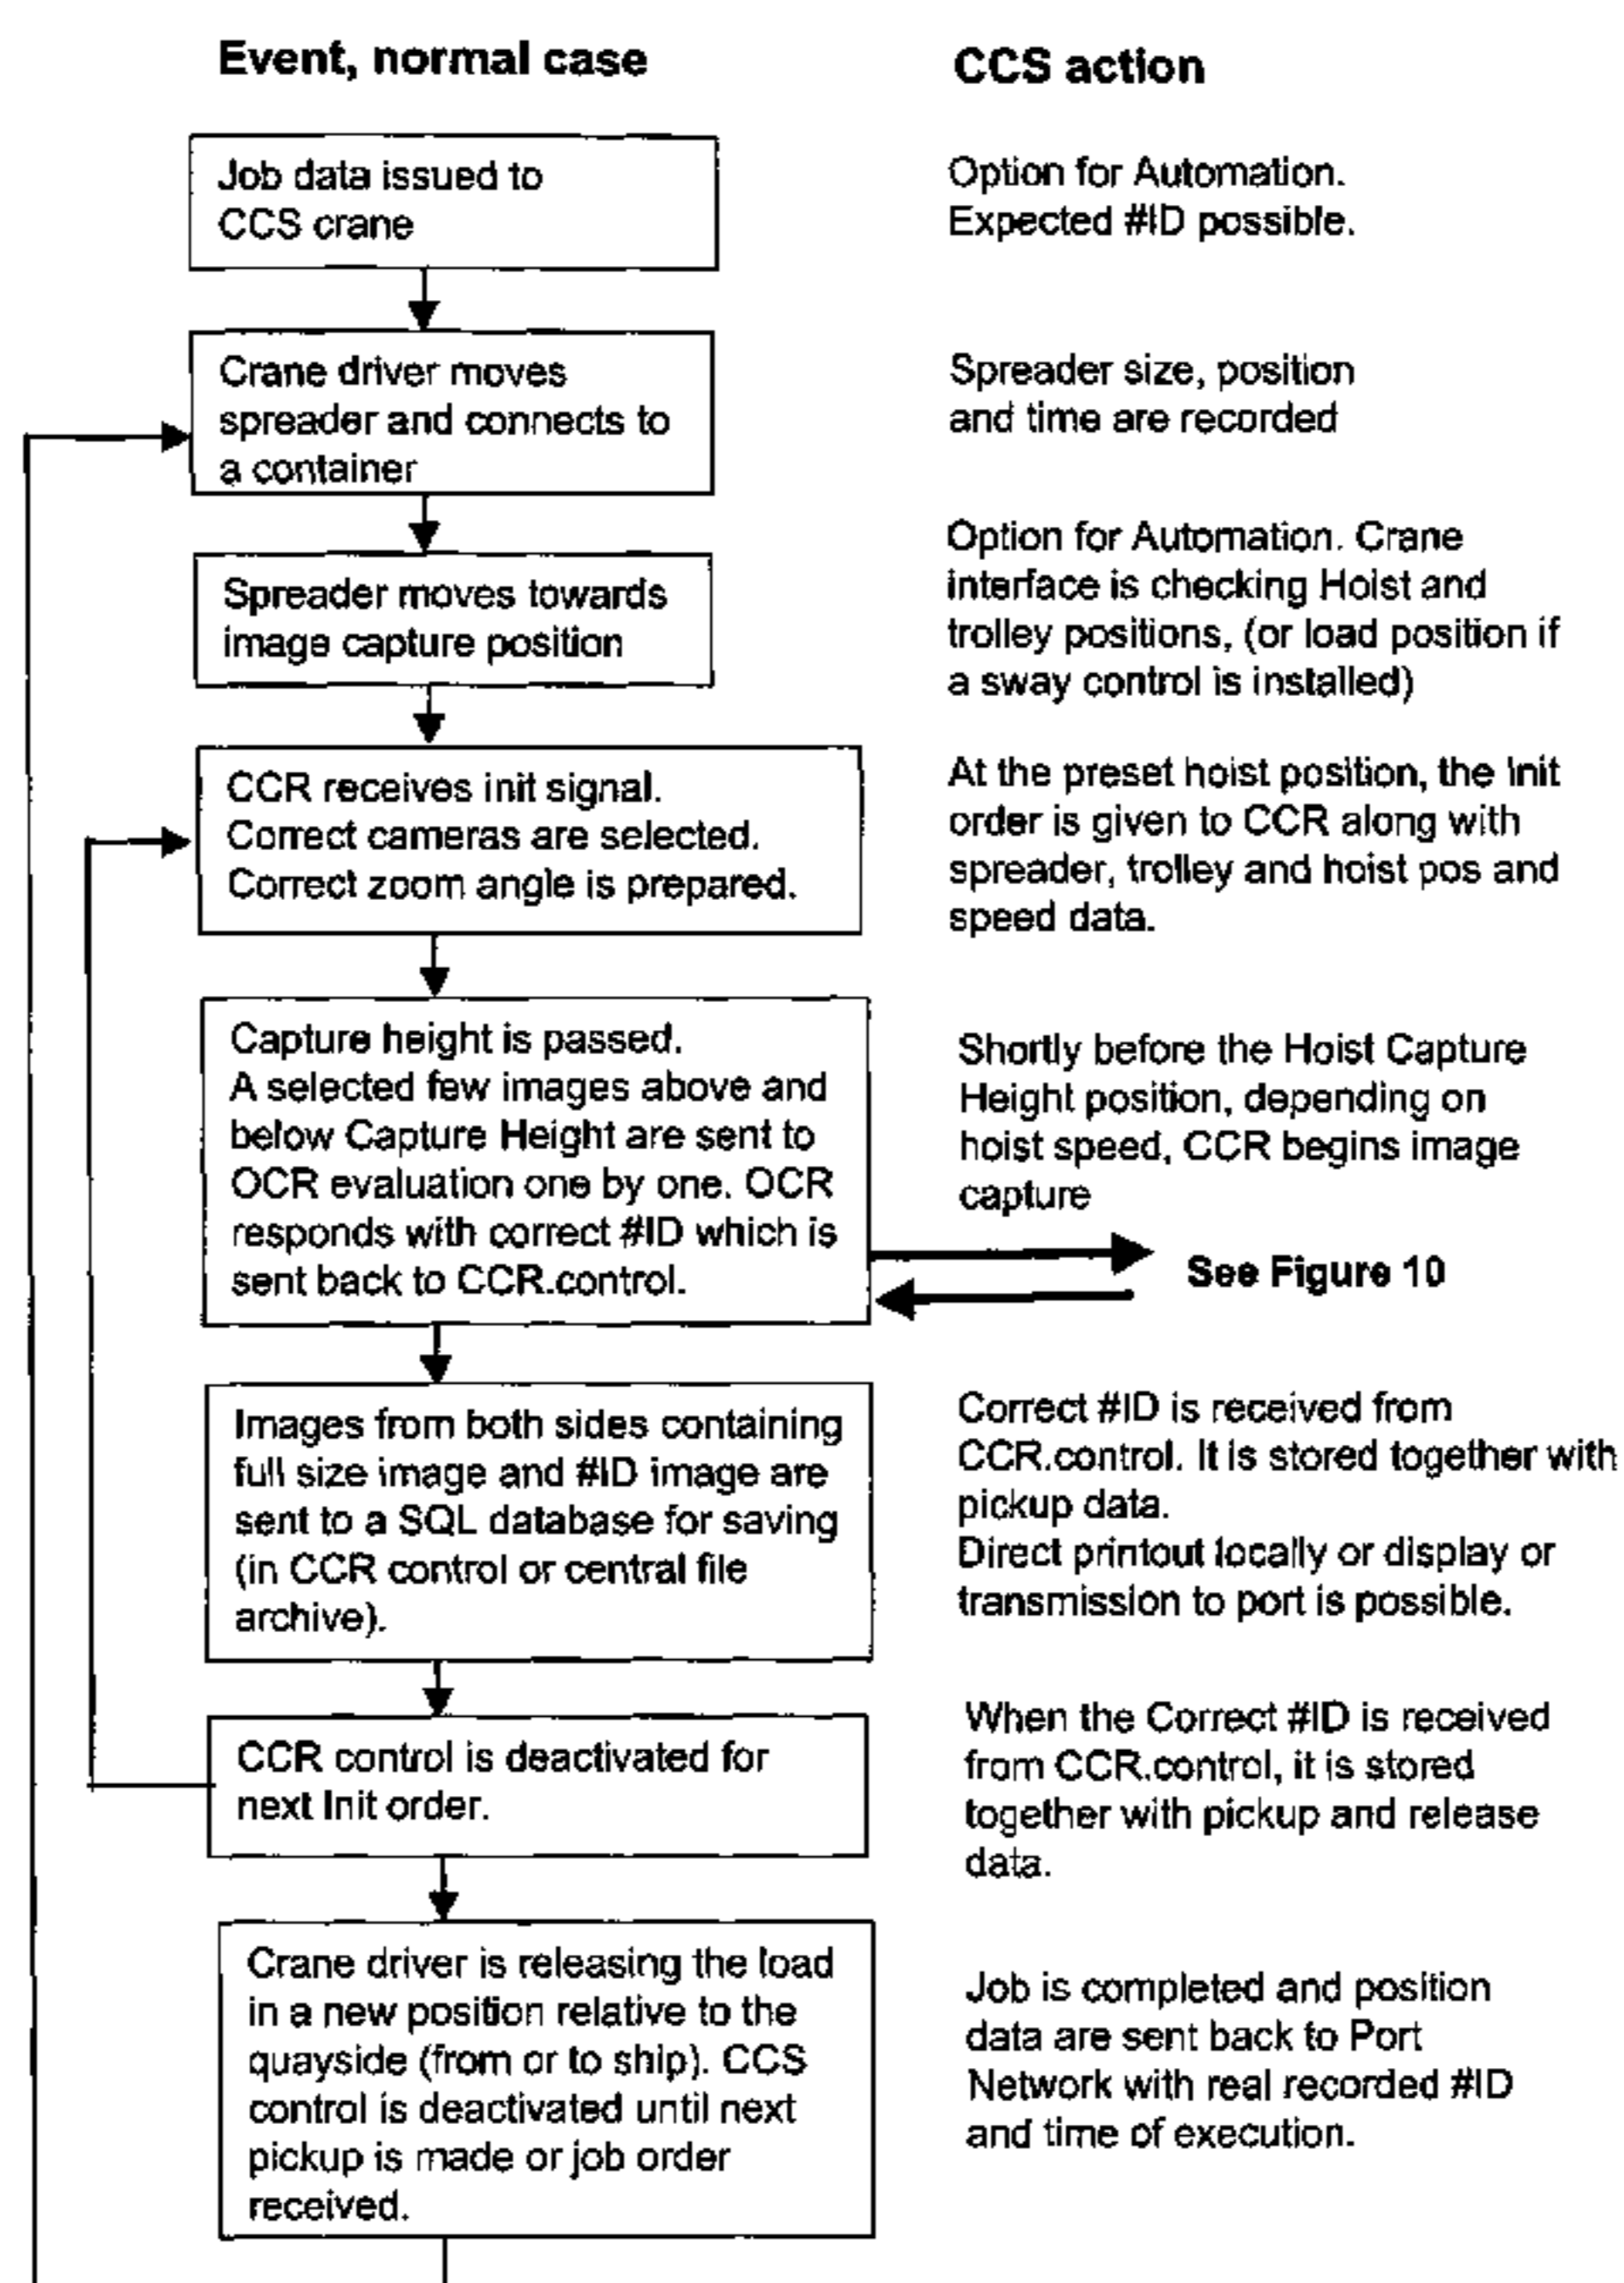 Event, normal case
CCS action
Job data issued to
CCS crane
Option for Automation.
Expected #ID possible.
Crane driver moves
spreader and connects to
a container
Spreader size, position
and time are recorded
Spreader moves towards
image capture position
Option for Automation. Crane
interface is checking Hoist and
trolley positions, (or load position if
a sway control is installed)
CCR receives init signal.
Correct cameras are selected.
Correct zoom angle is prepared.
At the preset hoist position, the Init
order is given to CCR along with
spreader, trolley and hoist pos and
speed data.
Capture height is passed.
A selected few images above and
below Capture Height are sent to
OCR evaluation one by one. OCR
responds with correct #ID which is
sent back to CCR.control.
Shortly before the Hoist Capture
Height position, depending on
hoist speed, CCR begins image
capture
See Figure 10
Images from both sides containing
full size image and #ID image are
sent to a SQL database for saving
(in CCR control or central file
archive).
Correct #ID is received from
CCR.control. It is stored together with
pickup data.
Direct printout locally or display or
transmission to port is possible.
CCR control is deactivated for
next Init order.
When the Correct #ID is received
from CCR.control, it is stored
together with pickup and release
data.
Crane driver is releasing the load
in a new position relative to the
quayside (from or to ship). CCS
control is deactivated until next
pickup is made or job order
received.
Job is completed and position
data are sent back to Port
Network with real recorded #ID
and time of execution.